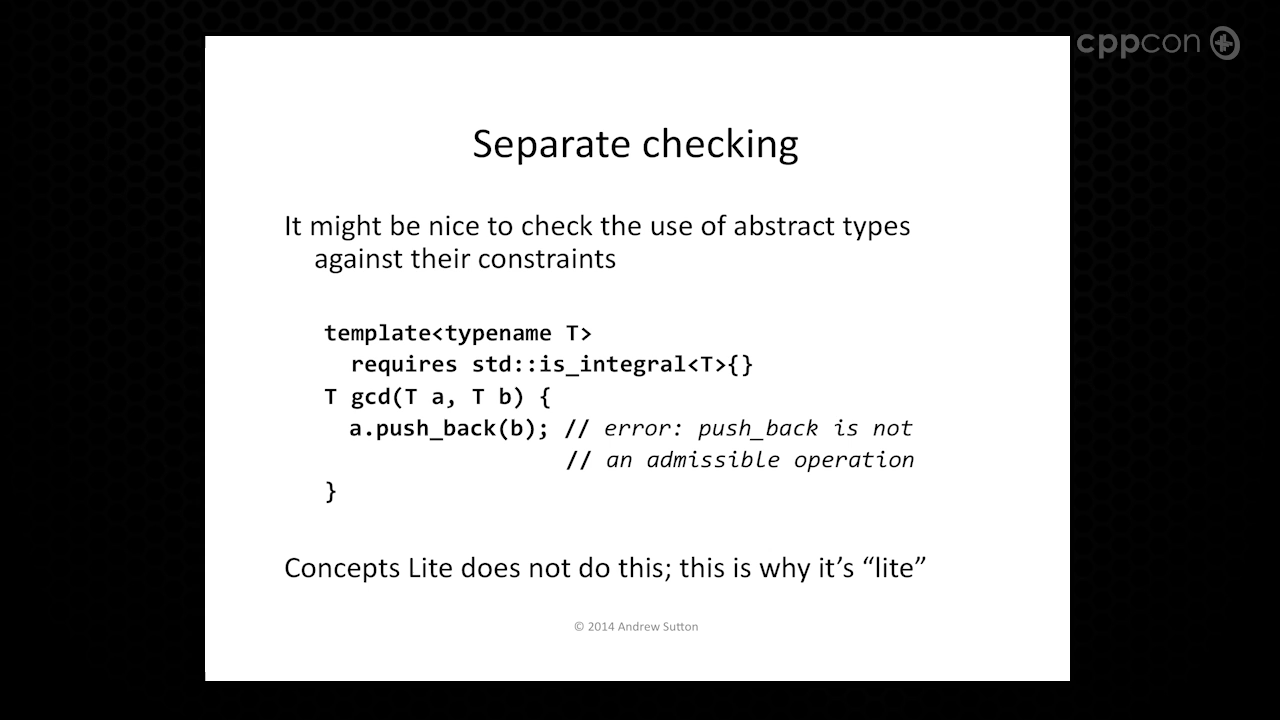 cppcon
Separate checking
It might be nice to check the use of abstract types
against their constraints
template<typename T>
requires std::is_integral<T>{}
T gcd(T a, T b) {
a.push_back(b); // error: push_back is not
// an admissible operation
}
Concepts Lite does not do this; this is why it’s “lite”
© 2014 Andrew Sutton